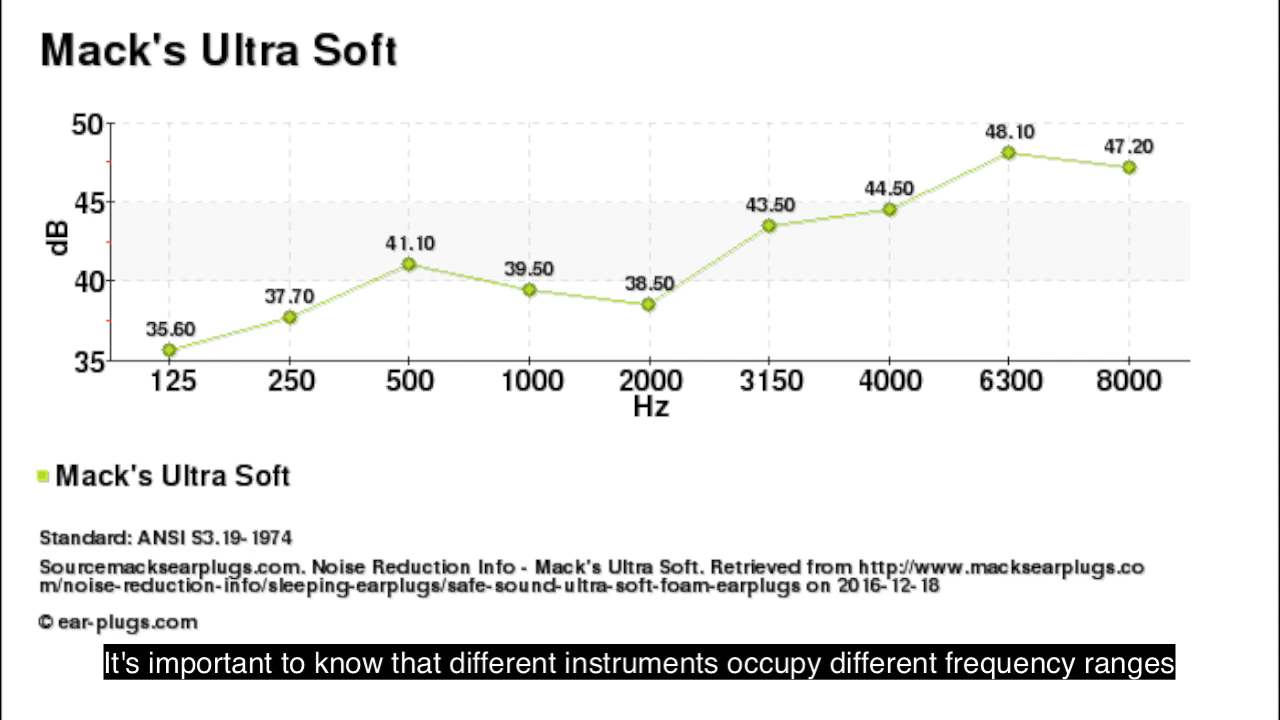 Mack's Ultra Soft
50
45
40
35
dB
35.60
37.70
41.10
39.50
38.50
43.50
44.50
48.10
47.20
125 250 500 1000 2000 3150 4000 6300 8000
Hz
Mack's Ultra Soft
Standard: ANSI S3.19-1974
Sourcemacksearplugs.com. Noise Reduction Info - Mack's Ultra Soft. Retrieved from http://www.macksearplugs.co
m/noise-reduction-info/sleeping-earplugs/safe-sound-ultra-soft-foam-earplugs on 2016-12-18
© ear-plugs.com
It's important to know that different instruments occupy different frequency ranges